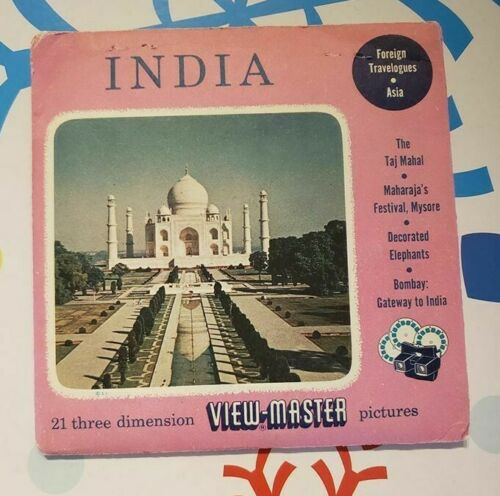 INDIA
Foreign
Travelogues
•
Asia
The
Taj Mahal
•
Maharaja's
Festival, Mysore
•
Decorated
Elephants
•
Bombay:
Gateway to India
21 three dimension VIEW-MASTER pictures